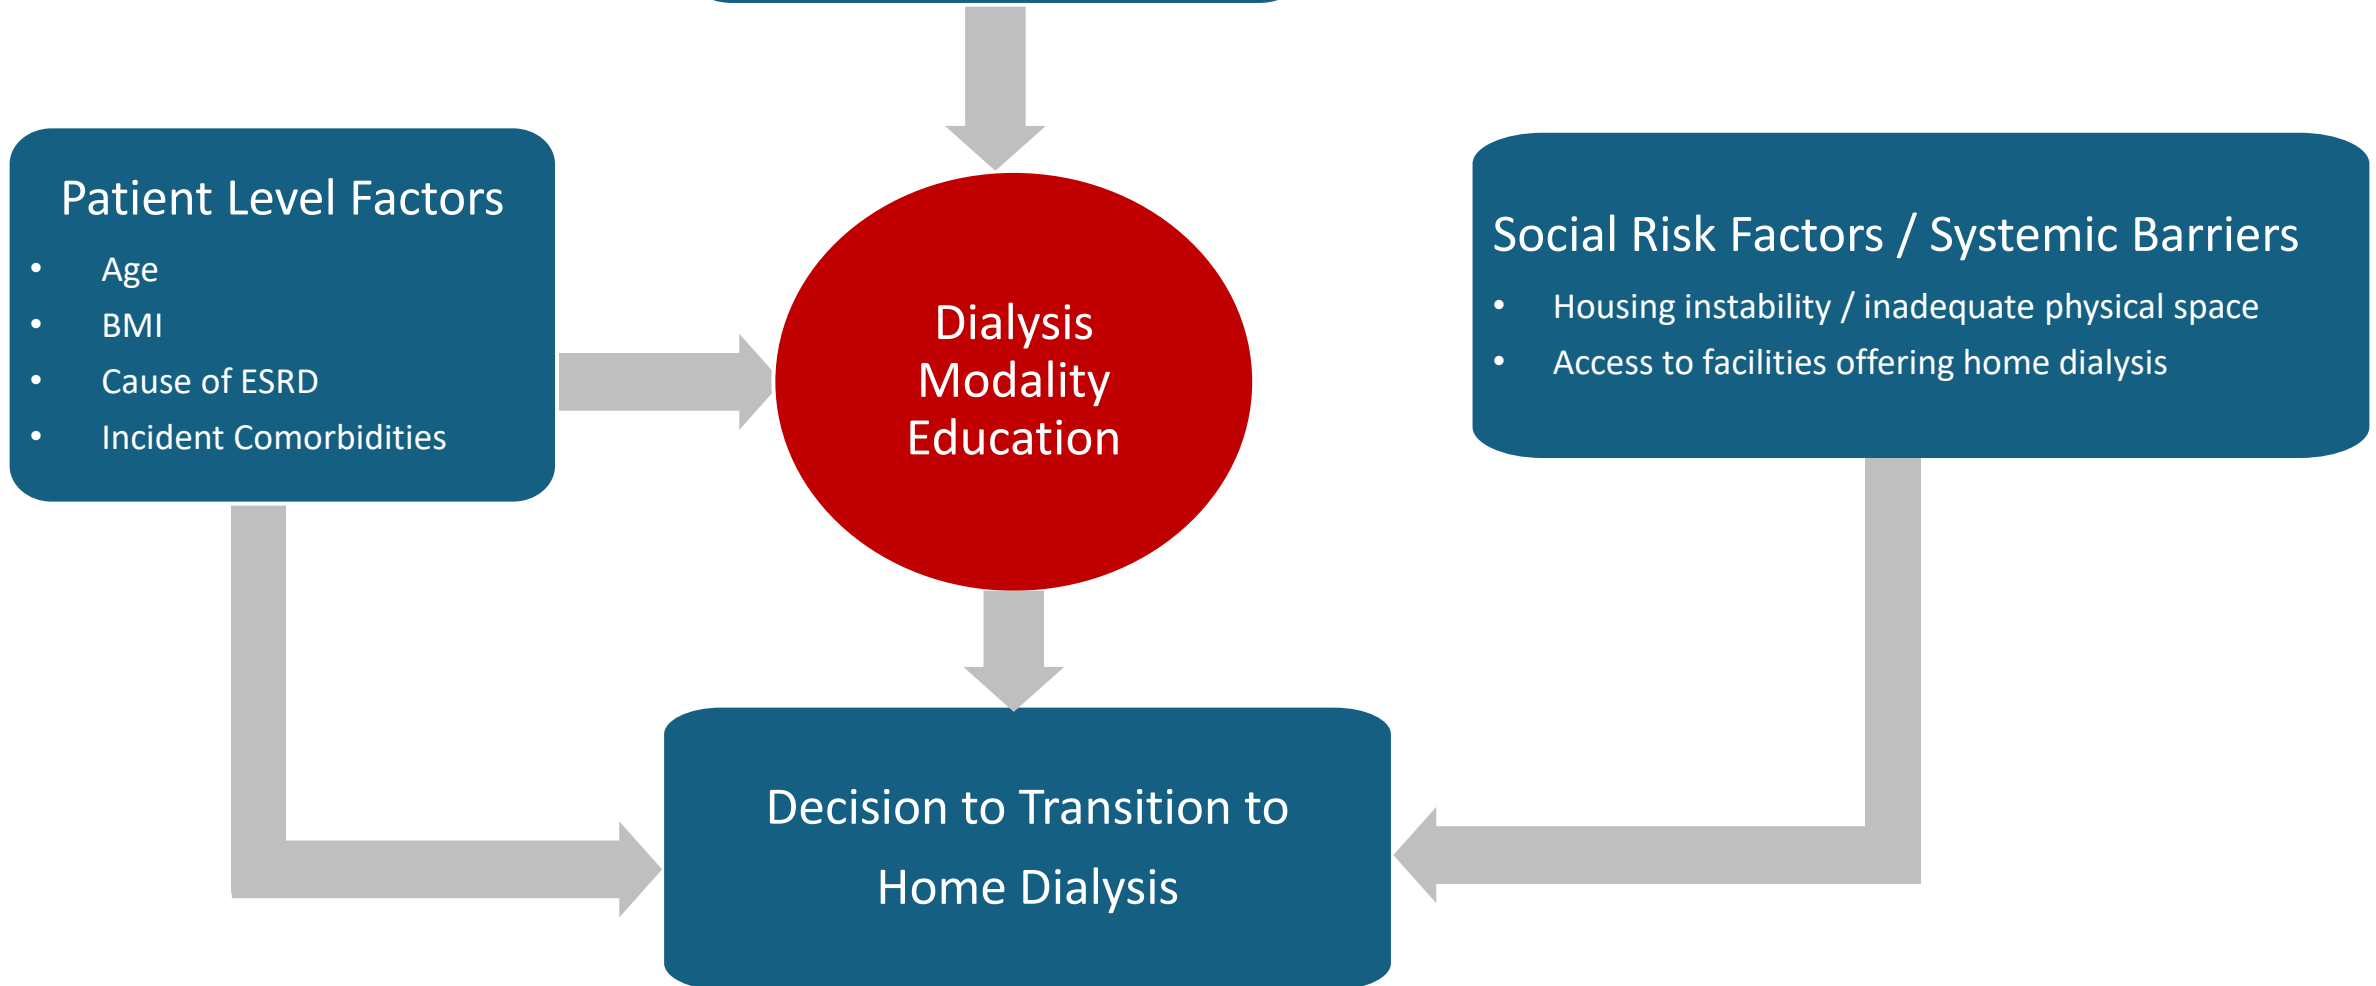 Patient Level Factors
• Age
• BMI
• Cause of ESRD
• Incident Comorbidities
Dialysis
Modality
Education
Social Risk Factors / Systemic Barriers
• Housing instability / inadequate physical space
• Access to facilities offering home dialysis
Decision to Transition to
Home Dialysis